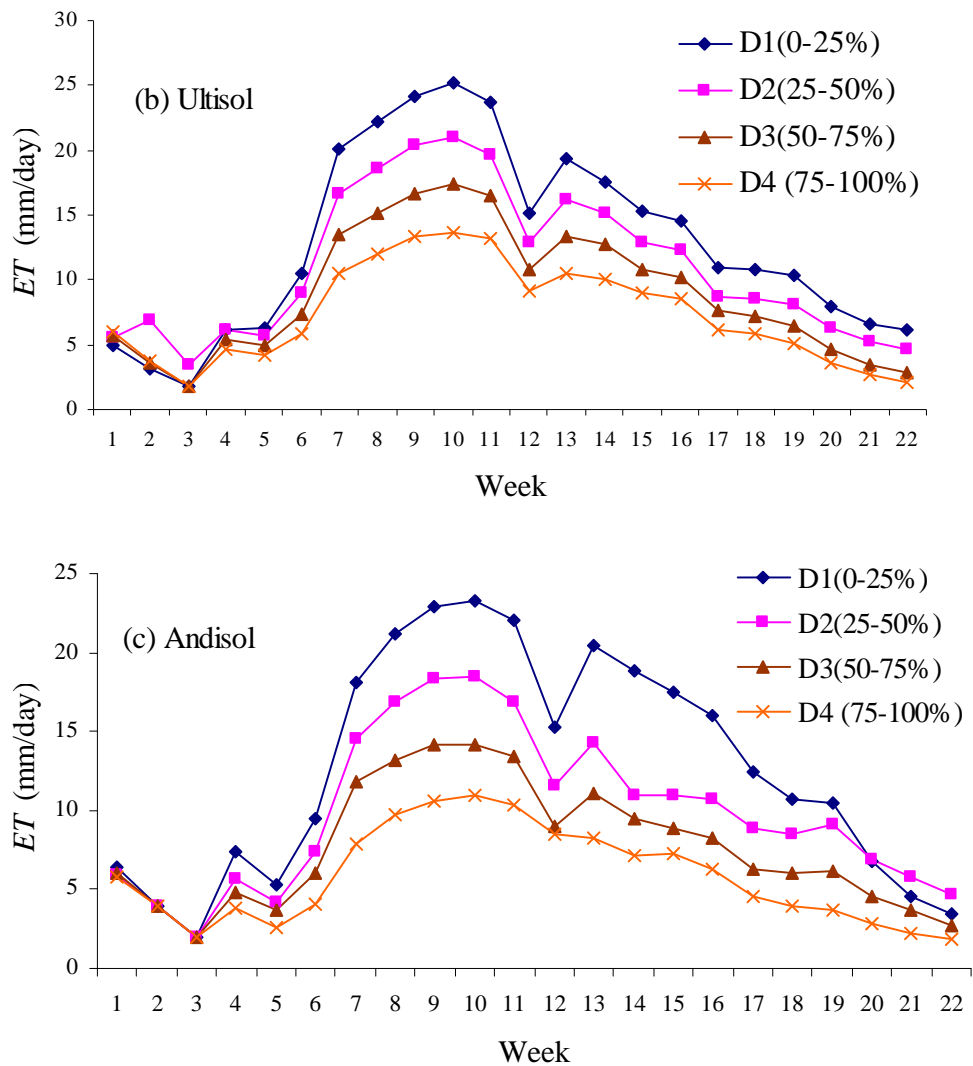 30
25
20
15
10
5
0
ET (mm/day)
(b) Ultisol
D1(0-25%)
D2(25-50%)
D3(50-75%)
D4 (75-100%)
1 2 3 4 5 6 7 8 9 10 11 12 13 14 15 16 17 18 19 20 21 22
Week
25
20
15
10
5
0
ET (mm/day)
(c) Andisol
D1(0-25%)
D2(25-50%)
D3(50-75%)
D4 (75-100%)
1 2 3 4 5 6 7 8 9 10 11 12 13 14 15 16 17 18 19 20 21 22
Week